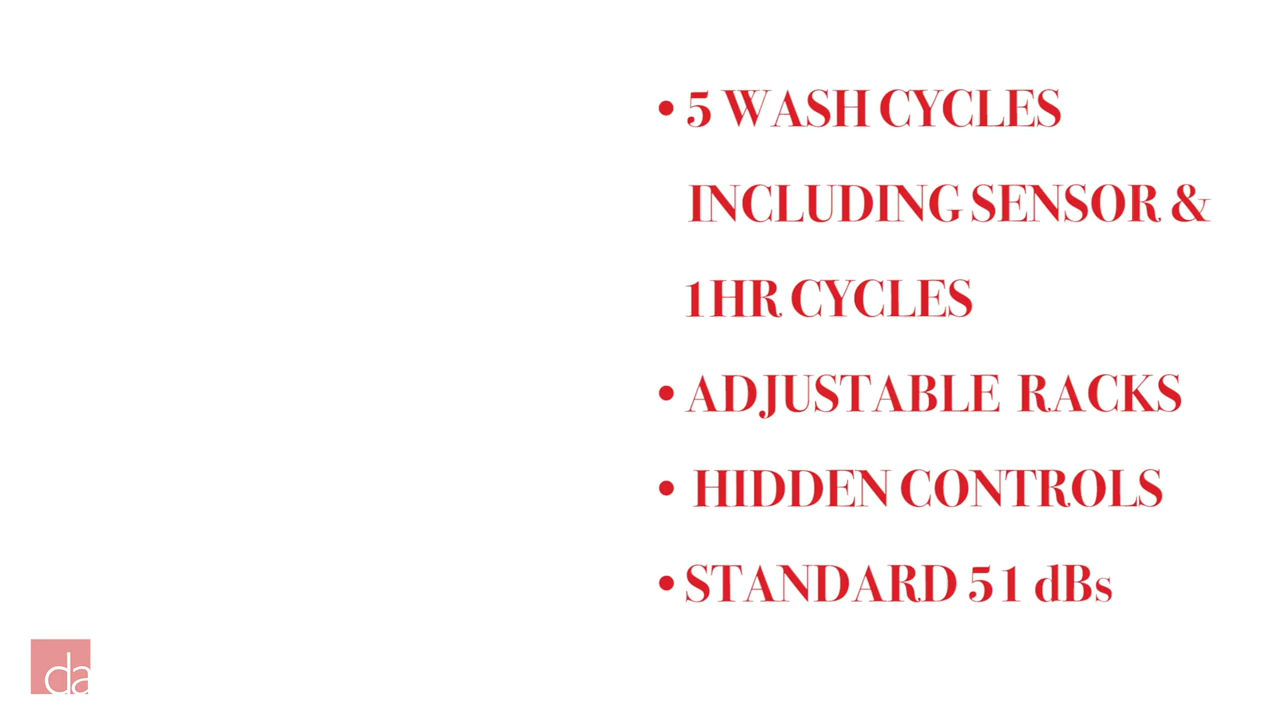 • 5 WASH CYCLES
INCLUDING SENSOR &
1HR CYCLES
• ADJUSTABLE RACKS
• HIDDEN CONTROLS
• STANDARD 51 dBs
da